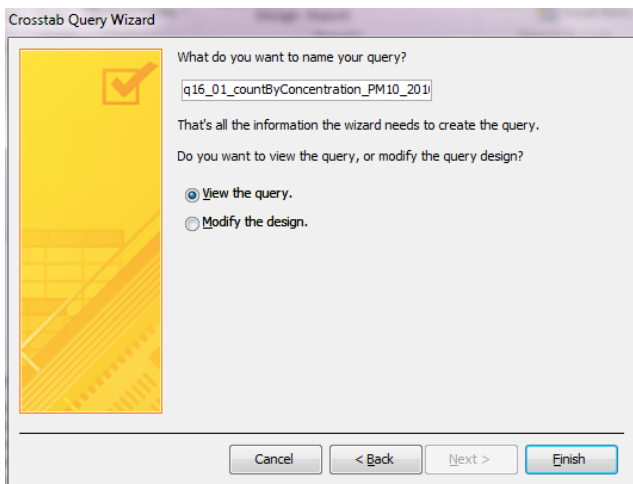 Crosstab Query Wizard
What do you want to name your query?
q16_01_countByConcentration_PM10_201
That's all the information the wizard needs to create the query.
Do you want to view the query, or modify the query design?
View the query.
Modify the design.
Cancel
< Back
Next >
Finish